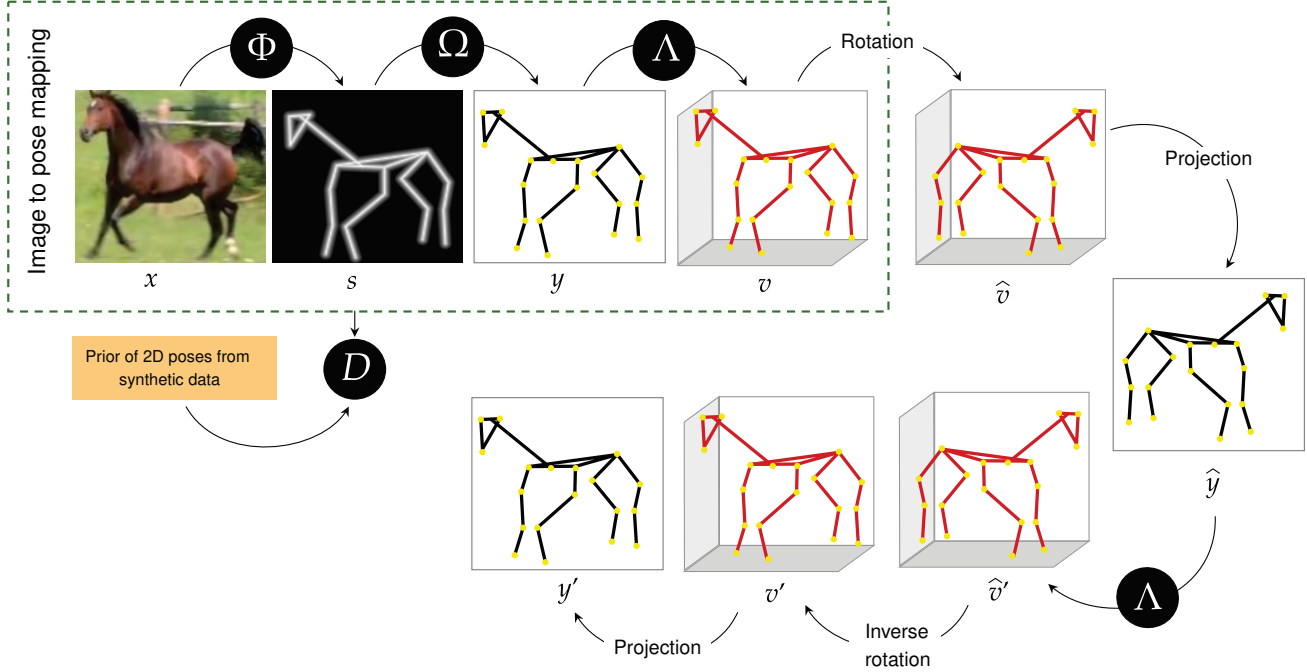 Image to pose mapping
Φ
Ω
Λ
Rotation
Projection
x
s
y
v
v̂
Prior of 2D poses from
synthetic data
D
ŷ
y′
v′
v̂′
Λ
Projection
Inverse
rotation